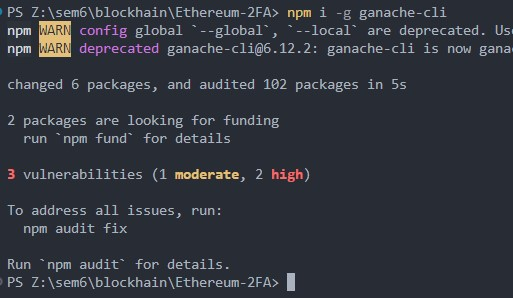 PS Z:\sem6\blockhain\Ethereum-2FA> npm i -g ganache-cli
npm WARN config global `--global`, `--local` are deprecated. Use
npm WARN deprecated ganache-cli@6.12.2: ganache-cli is now gana

changed 6 packages, and audited 102 packages in 5s

2 packages are looking for funding
  run `npm fund` for details

3 vulnerabilities (1 moderate, 2 high)

To address all issues, run:
  npm audit fix

Run `npm audit` for details.
PS Z:\sem6\blockhain\Ethereum-2FA>